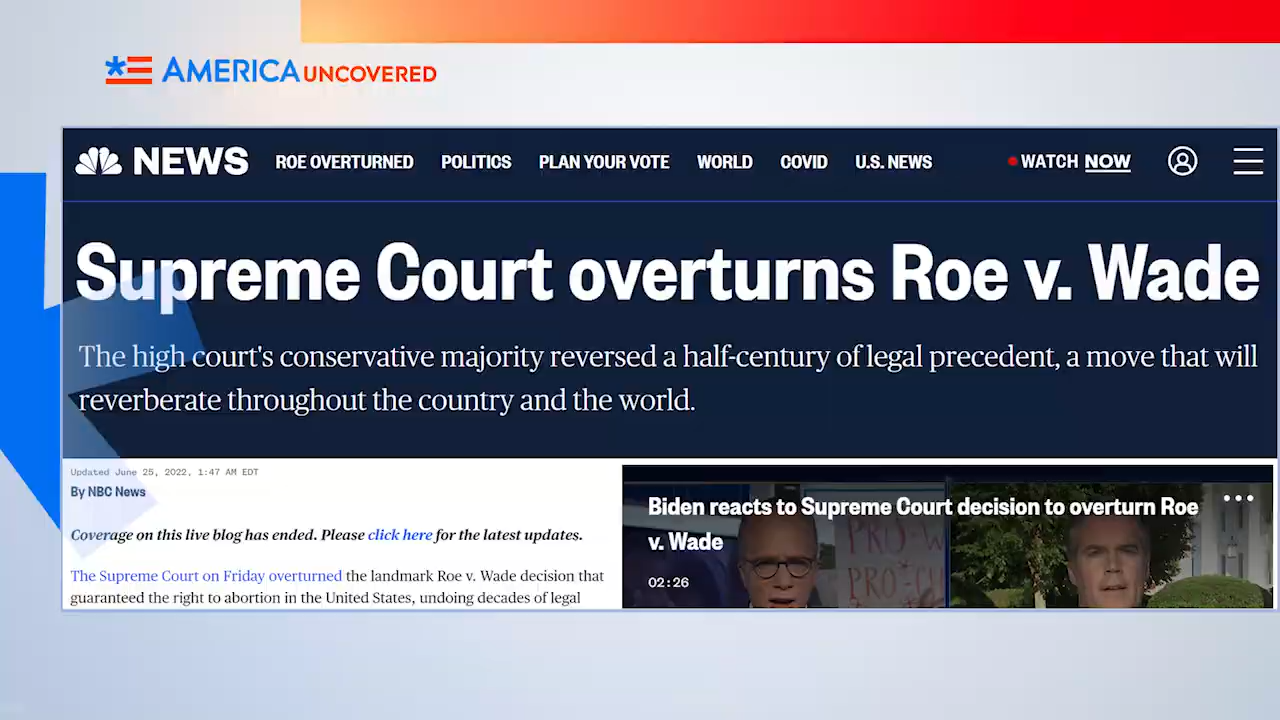 AMERICA UNCOVERED
NEWS ROE OVERTURNED POLITICS PLAN YOUR VOTE WORLD COVID U.S. NEWS WATCH NOW
Supreme Court overturns Roe v. Wade
The high court's conservative majority reversed a half-century of legal precedent, a move that will
reverberate throughout the country and the world.
Updated June 25, 2022, 1:47 AM EDT
By NBC News
Coverage on this live blog has ended. Please click here for the latest updates.
The Supreme Court on Friday overturned the landmark Roe v. Wade decision that
guaranteed the right to abortion in the United States, undoing decades of legal
Biden reacts to Supreme Court decision to overturn Roe
v. Wade
02:26